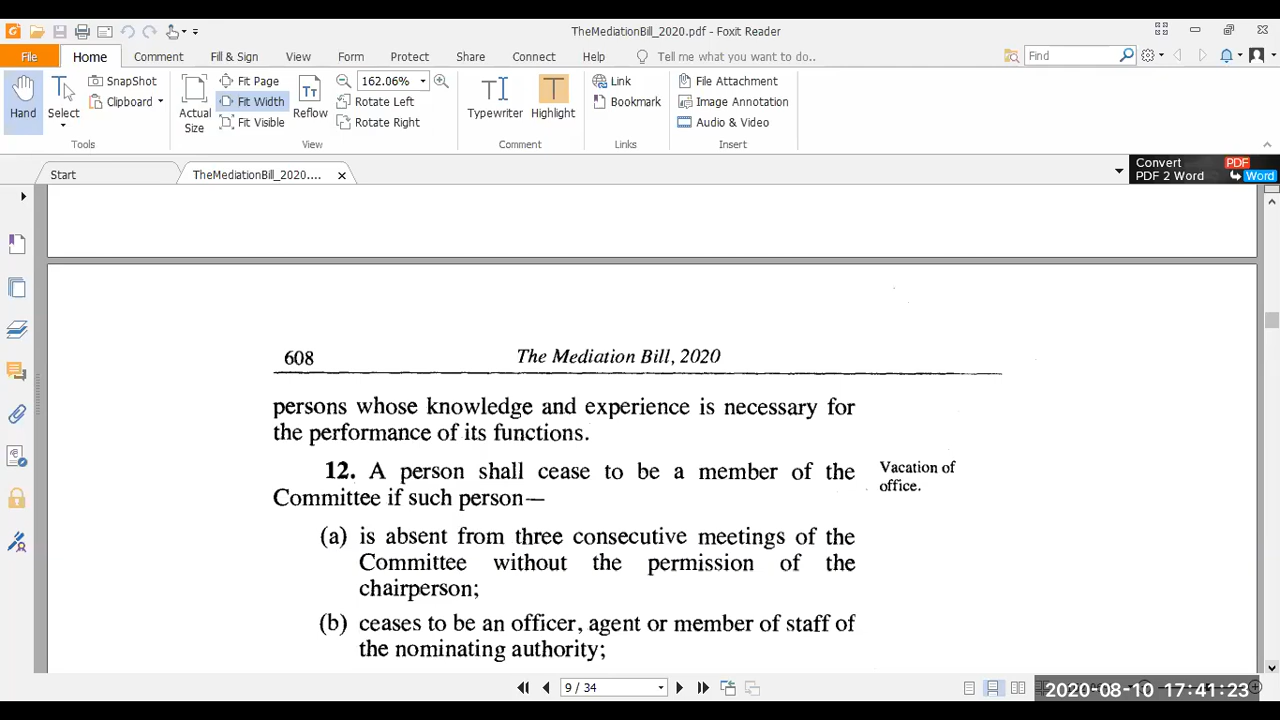 TheMediationBill_2020.pdf - Foxit Reader
File Home Comment Fill & Sign View Form Protect Share Connect Help Tell me what you want to do.. Find
Hand Select SnapShot Clipboard
Tools
Actual Size Fit Page Fit Width Fit Visible Reflow 162.06% Rotate Left Rotate Right
View
Typewriter Highlight
Comment
Link Bookmark
Links
File Attachment Image Annotation Audio & Video
Insert
Start TheMediationBill_2020....
Convert PDF
PDF 2 Word Word
608 The Mediation Bill, 2020
persons whose knowledge and experience is necessary for
the performance of its functions.
12. A person shall cease to be a member of the Vacation of
Committee if such person— office.
(a) is absent from three consecutive meetings of the
Committee without the permission of the
chairperson;
(b) ceases to be an officer, agent or member of staff of
the nominating authority;
9 / 34
2020-08-10 17:41:23